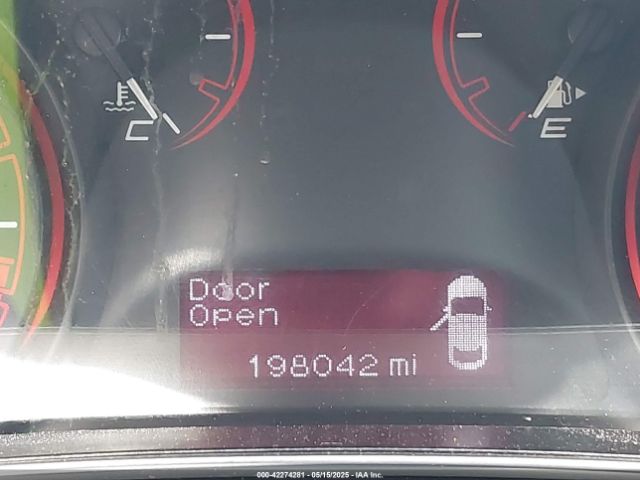 C
E
Door
Open
198042 mi
000-42274281 - 05/15/2025 - IAA Inc.